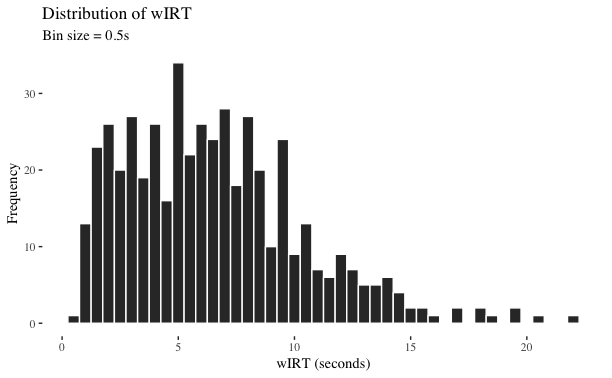 Distribution of wIRT
Bin size = 0.5s
Frequency
30
20
10
0
0 5 10 15 20
wIRT (seconds)